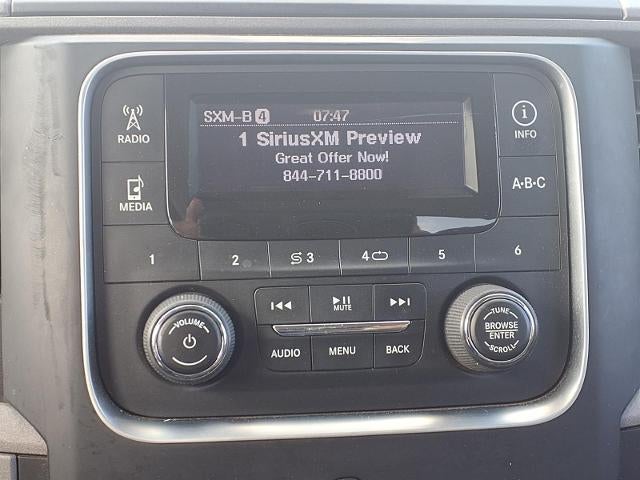 SXM-B 4 07:47
1 SiriusXM Preview
Great Offer Now!
844-711-8800
RADIO
MEDIA
INFO
A·B·C
1 2 3 4 5 6
VOLUME
MUTE
AUDIO MENU BACK
TUNE
BROWSE
ENTER
SCROLL